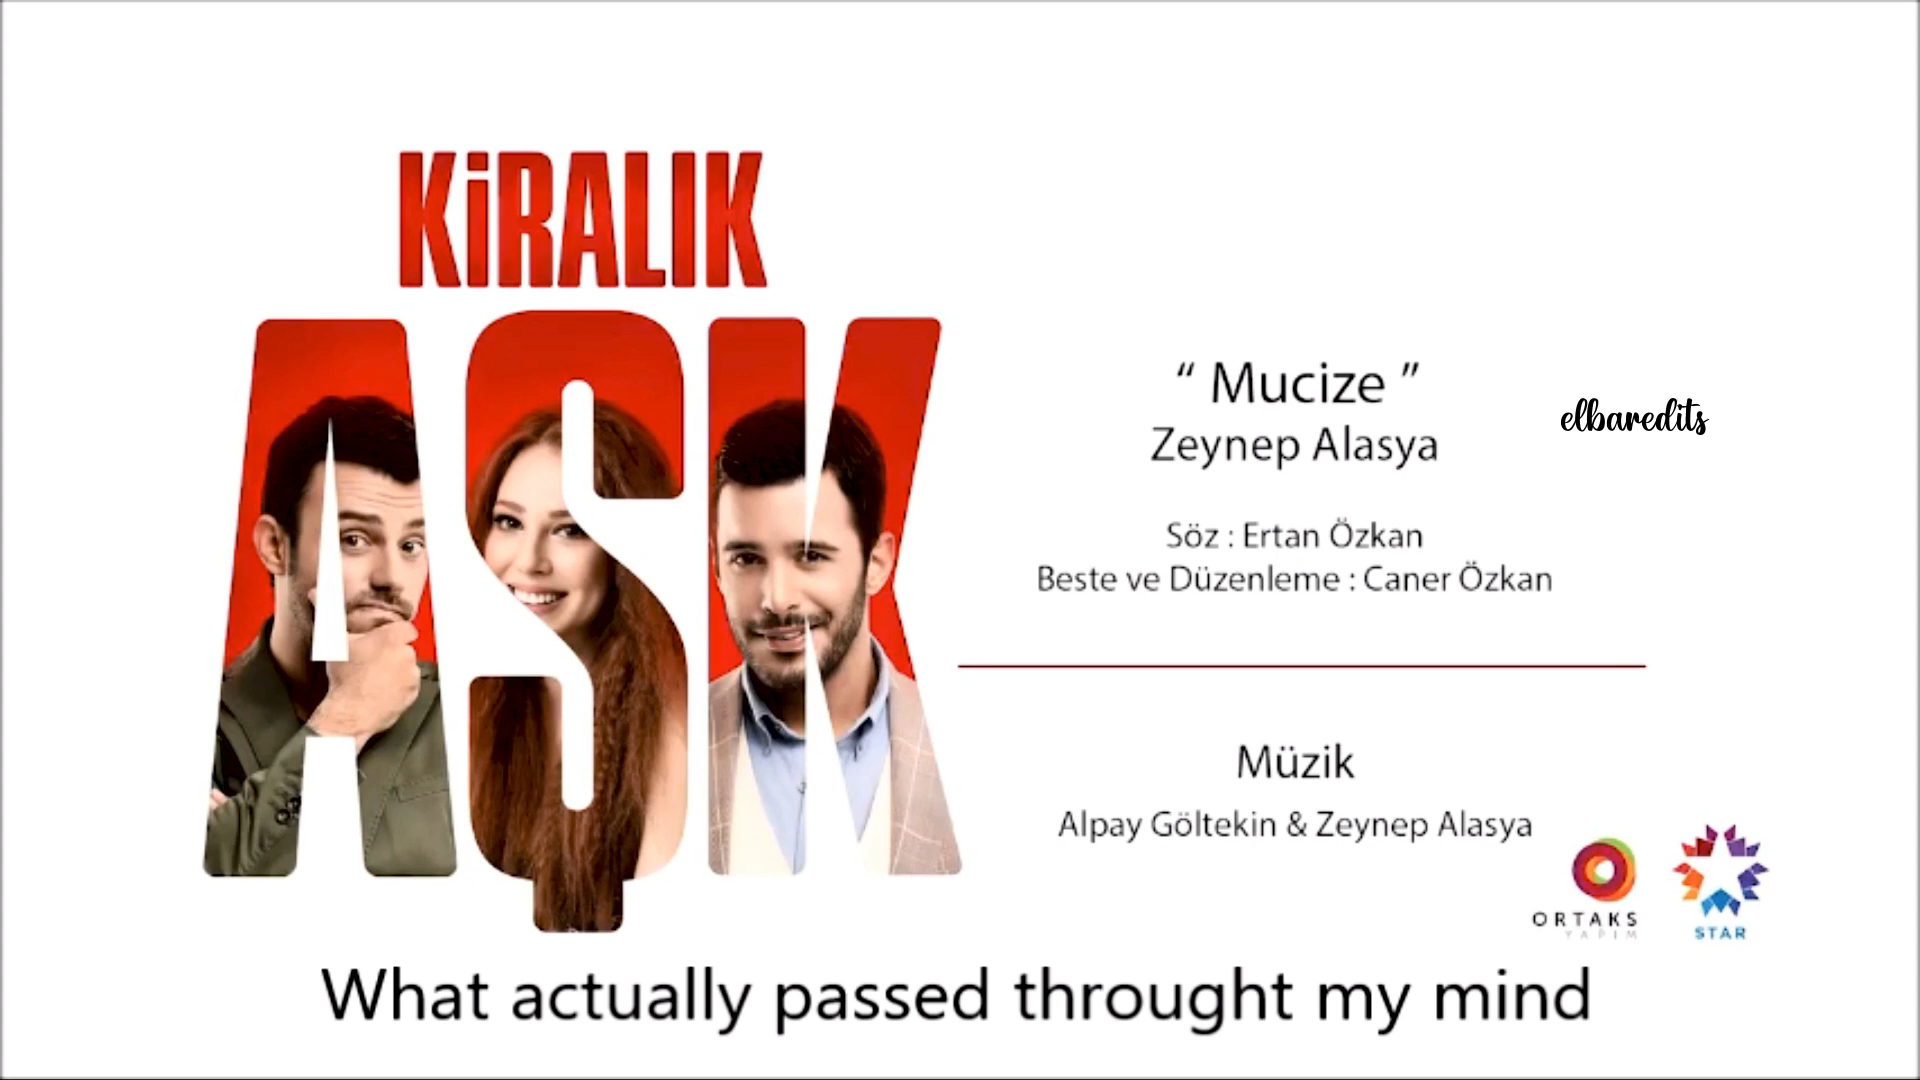 KiRALIK
AŞK
“ Mucize ”
Zeynep Alasya
elbaredits
Söz : Ertan Özkan
Beste ve Düzenleme : Caner Özkan
Müzik
Alpay Göltekin & Zeynep Alasya
ORTAKS
YAPIM
STAR
What actually passed throught my mind